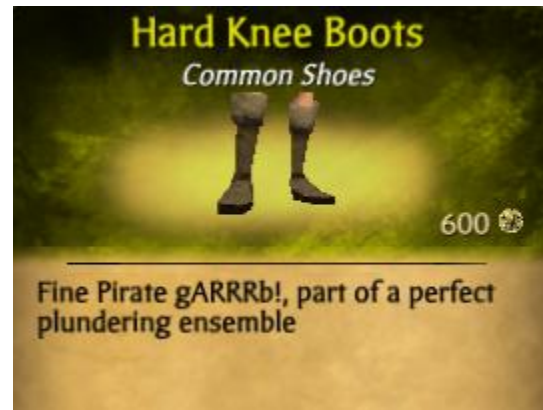 Hard Knee Boots
Common Shoes
600
Fine Pirate gARRRb!, part of a perfect
plundering ensemble